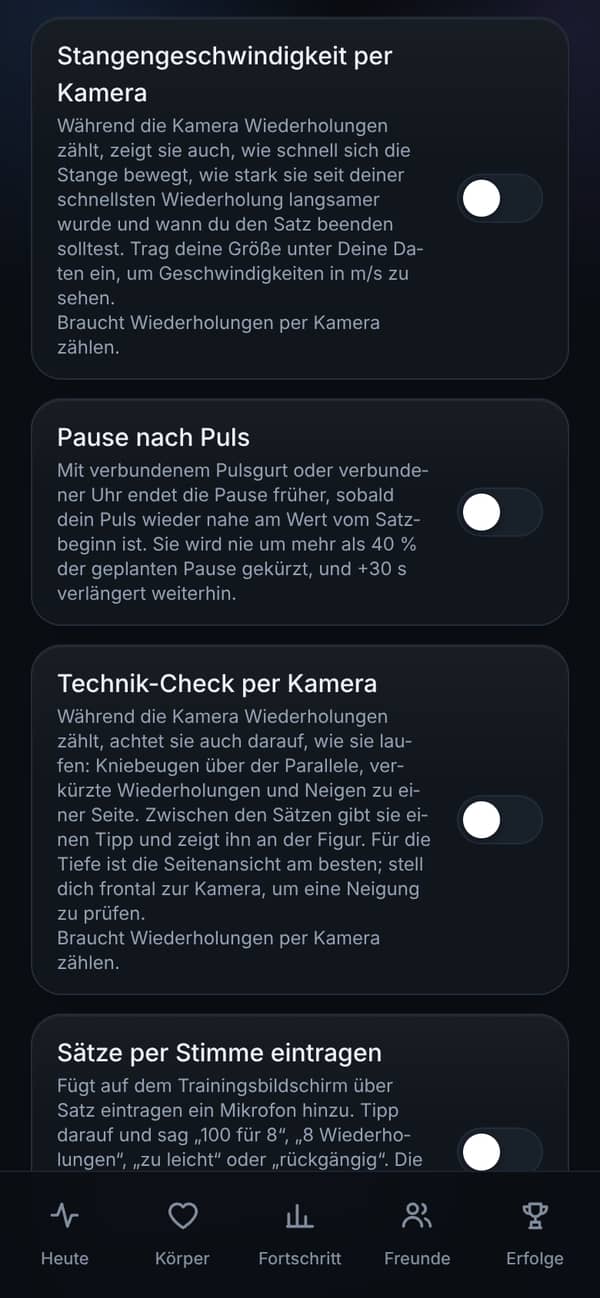 Stangengeschwindigkeit per
Kamera
Während die Kamera Wiederholungen
zählt, zeigt sie auch, wie schnell sich die
Stange bewegt, wie stark sie seit deiner
schnellsten Wiederholung langsamer
wurde und wann du den Satz beenden
solltest. Trag deine Größe unter Deine Da-
ten ein, um Geschwindigkeiten in m/s zu
sehen.
Braucht Wiederholungen per Kamera
zählen.
Pause nach Puls
Mit verbundenem Pulsgurt oder verbunde-
ner Uhr endet die Pause früher, sobald
dein Puls wieder nahe am Wert vom Satz-
beginn ist. Sie wird nie um mehr als 40 %
der geplanten Pause gekürzt, und +30 s
verlängert weiterhin.
Technik-Check per Kamera
Während die Kamera Wiederholungen
zählt, achtet sie auch darauf, wie sie lau-
fen: Kniebeugen über der Parallele, ver-
kürzte Wiederholungen und Neigen zu ei-
ner Seite. Zwischen den Sätzen gibt sie ei-
nen Tipp und zeigt ihn an der Figur. Für die
Tiefe ist die Seitenansicht am besten; stell
dich frontal zur Kamera, um eine Neigung
zu prüfen.
Braucht Wiederholungen per Kamera
zählen.
Sätze per Stimme eintragen
Fügt auf dem Trainingsbildschirm über
Satz eintragen ein Mikrofon hinzu. Tipp
darauf und sag „100 für 8“, „8 Wiederho-
lungen“, „zu leicht“ oder „rückgängig“. Die
Heute
Körper
Fortschritt
Freunde
Erfolge